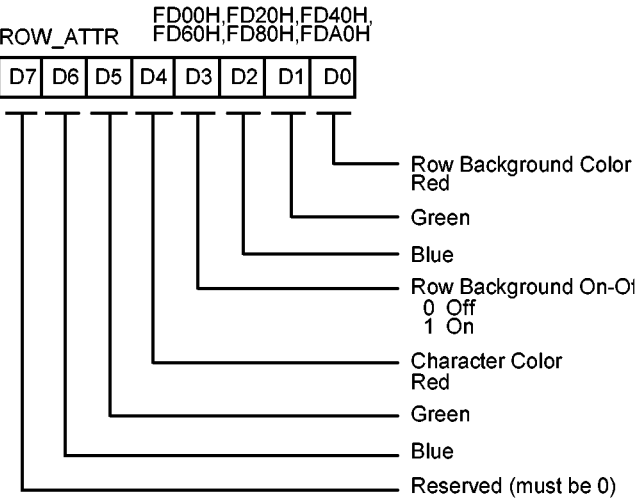 FD00H,FD20H,FD40H,
ROW_ATTR FD60H,FD80H,FDA0H
D7 D6 D5 D4 D3 D2 D1 D0
Row Background Color
Red
Green
Blue
Row Background On-Of
0 Off
1 On
Character Color
Red
Green
Blue
Reserved (must be 0)